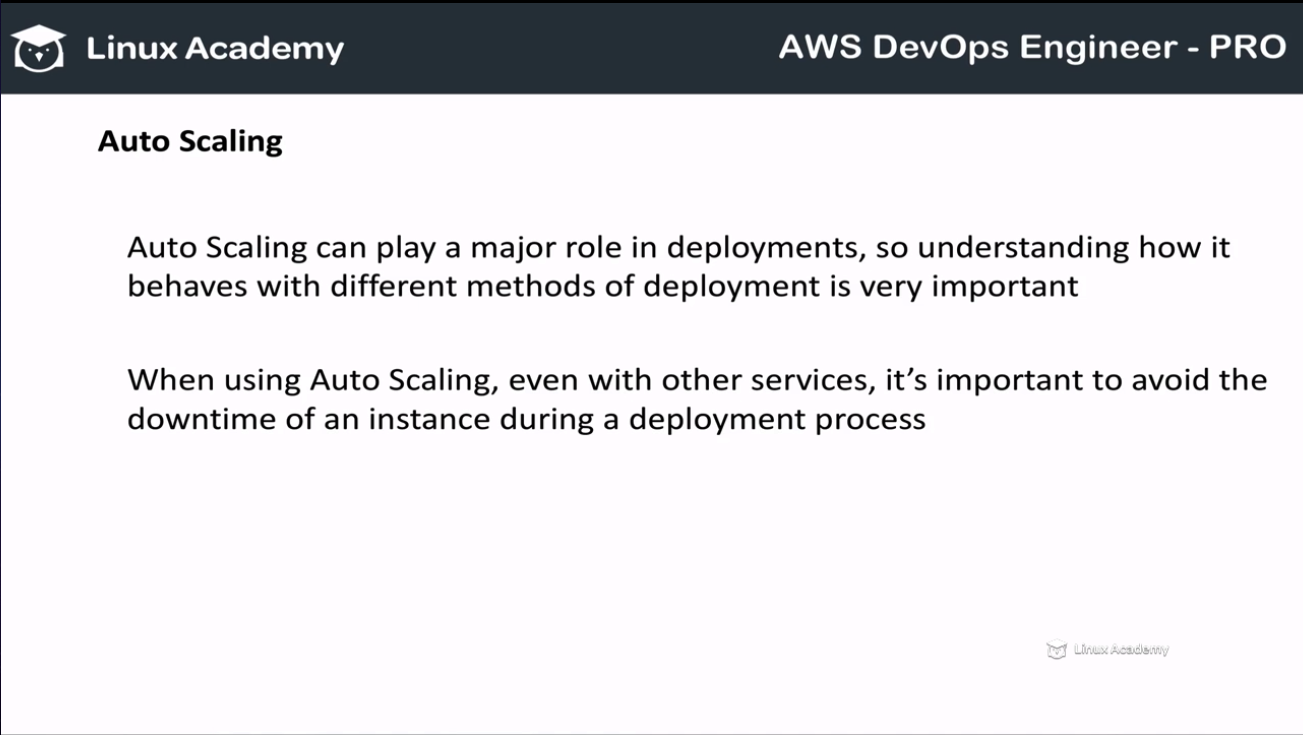 Linux Academy
AWS DevOps Engineer - PRO
Auto Scaling
Auto Scaling can play a major role in deployments, so understanding how it
behaves with different methods of deployment is very important
When using Auto Scaling, even with other services, it’s important to avoid the
downtime of an instance during a deployment process
Linux Academy